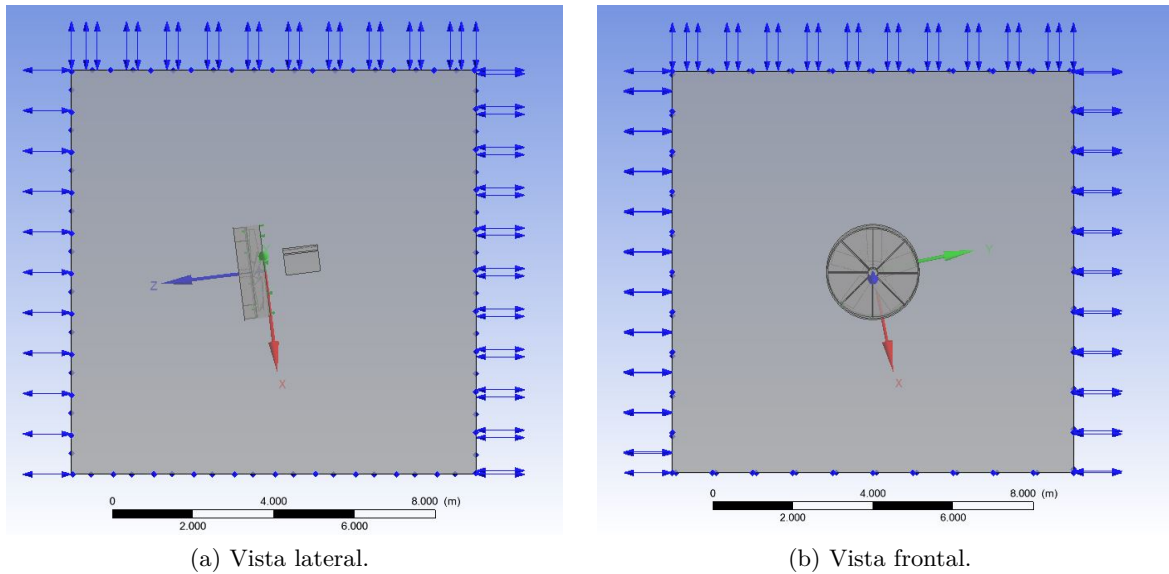 Z
X
Y
0 4.000 8.000 (m)
2.000 6.000
(a) Vista lateral.
Y
X
0 4.000 8.000 (m)
2.000 6.000
(b) Vista frontal.